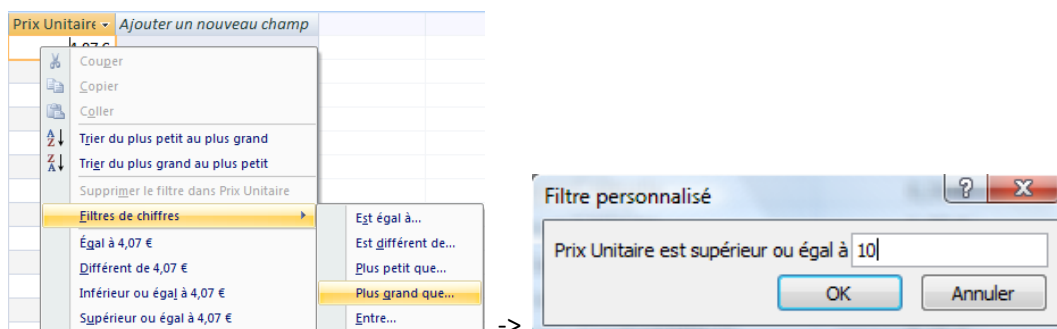 Prix Unitaire Ajouter un nouveau champ
4,07 €
Couper
Copier
Coller
Trier du plus petit au plus grand
Trier du plus grand au plus petit
Supprimer le filtre dans Prix Unitaire
Filtres de chiffres
Égal à 4,07 €
Différent de 4,07 €
Inférieur ou égal à 4,07 €
Supérieur ou égal à 4,07 €
Est égal à...
Est différent de...
Plus petit que...
Plus grand que...
Entre...
->
Filtre personnalisé
Prix Unitaire est supérieur ou égal à 10
OK Annuler